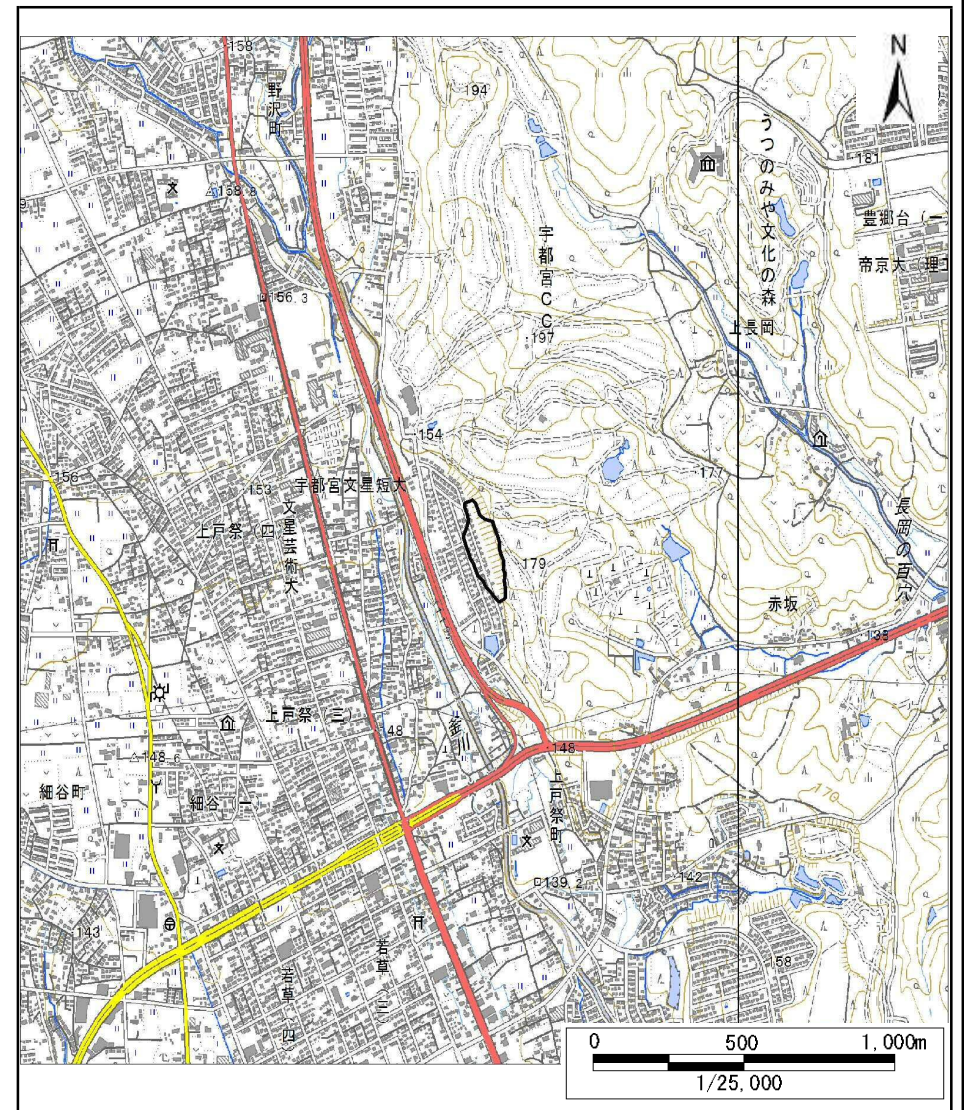 N
158
野沢町
194
うつのみや文化の森
181
豊郷台(一
帝京大(理工
158.8
宇都宮CC
156.3
上長岡
197
154
177
156
宇都宮文星短大
153
文星芸術大
上戸祭(四)
長岡の百穴
179
赤坂
138
上戸祭(三)
148
釜川
148
148.6
上戸祭町
170
細谷町
細谷(一
139.2
142
143
若草(三)
若草(四)
158
0 500 1,000m
1/25,000